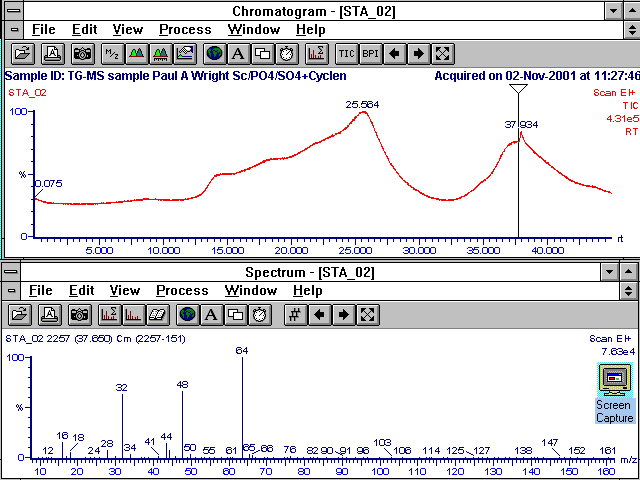 Chromatogram - [STA_02]
File Edit View Process Window Help
M/Z TIC BPI
Sample ID: TG-MS sample Paul A Wright Sc/PO4/SO4+Cyclen Acquired on 02-Nov-2001 at 11:27:46
STA_02 Scan EI+
TIC
4.31e5
RT
100
25.564
37.934
%
0.075
0
5.000 10.000 15.000 20.000 25.000 30.000 35.000 40.000 rt
Spectrum - [STA_02]
File Edit View Process Window Help
A #
STA_02 2257 (37.650) Cm (2257-151) Scan EI+
7.63e4
100
64
32
48
%
Screen
Capture
16 18 28 41 44 103 147
12 24 34 50 55 61 65 66 76 82 90 91 96 106 114 125 127 138 152 161
0
10 20 30 40 50 60 70 80 90 100 110 120 130 140 150 160 m/z